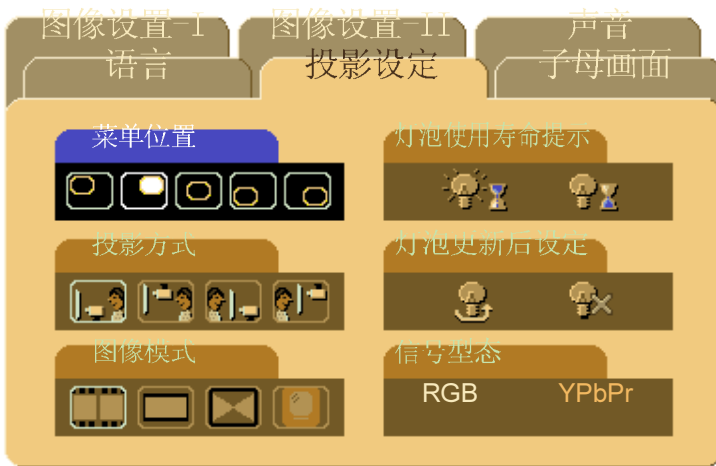 图像设置-I 图像设置-II 声音
语言 投影设定 子母画面
菜单位置 灯泡使用寿命提示
投影方式 灯泡更新后设定
图像模式 信号型态
RGB YPbPr